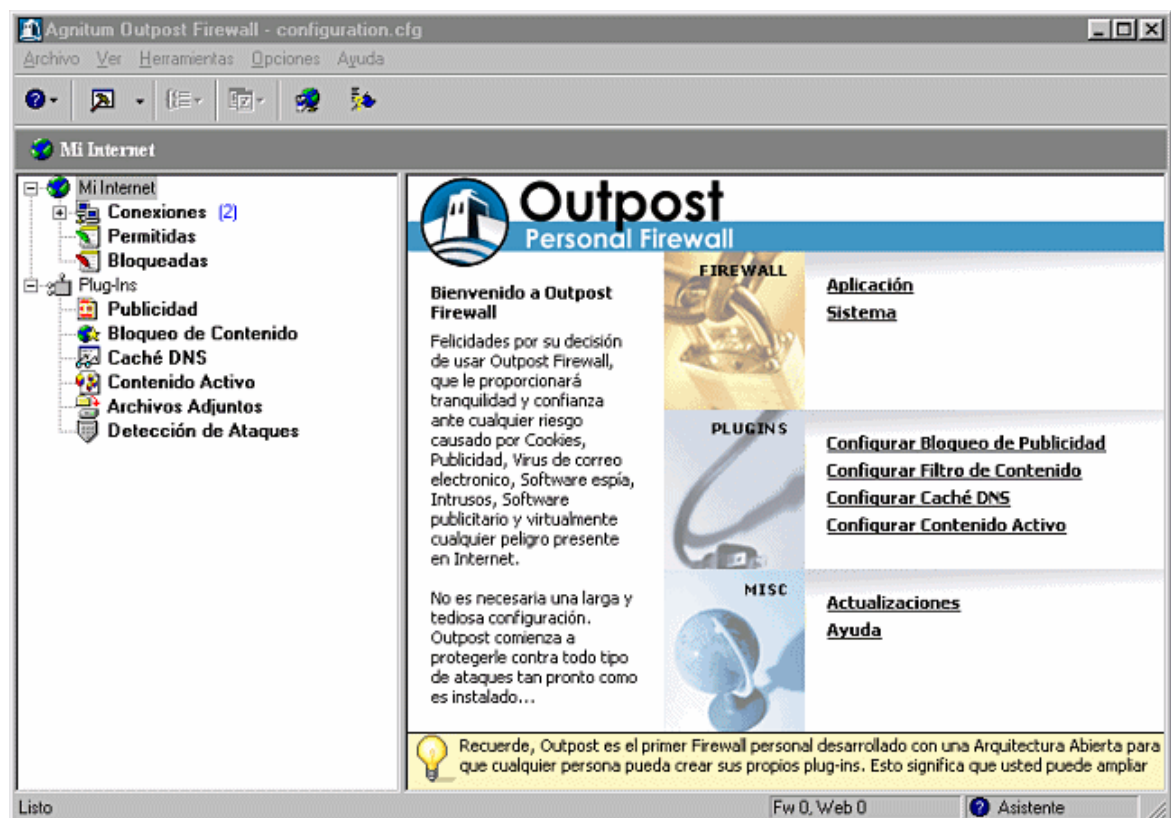 Agnitum Outpost Firewall - configuration.cfg
Archivo Ver Herramientas Opciones Ayuda
Mi Internet
Mi Internet
Conexiones (2)
Permitidas
Bloqueadas
Plug-Ins
Publicidad
Bloqueo de Contenido
Caché DNS
Contenido Activo
Archivos Adjuntos
Detección de Ataques
Outpost
Personal Firewall
Bienvenido a Outpost
Firewall
Felicidades por su decisión
de usar Outpost Firewall,
que le proporcionará
tranquilidad y confianza
ante cualquier riesgo
causado por Cookies,
Publicidad, Virus de correo
electronico, Software espía,
Intrusos, Software
publicitario y virtualmente
cualquier peligro presente
en Internet.
No es necesaria una larga y
tediosa configuración.
Outpost comienza a
protegerle contra todo tipo
de ataques tan pronto como
es instalado...
FIREWALL
Aplicación
Sistema
PLUGINS
Configurar Bloqueo de Publicidad
Configurar Filtro de Contenido
Configurar Caché DNS
Configurar Contenido Activo
MISC
Actualizaciones
Ayuda
Recuerde, Outpost es el primer Firewall personal desarrollado con una Arquitectura Abierta para
que cualquier persona pueda crear sus propios plug-ins. Esto significa que usted puede ampliar
Listo
Fw 0, Web 0
Asistente